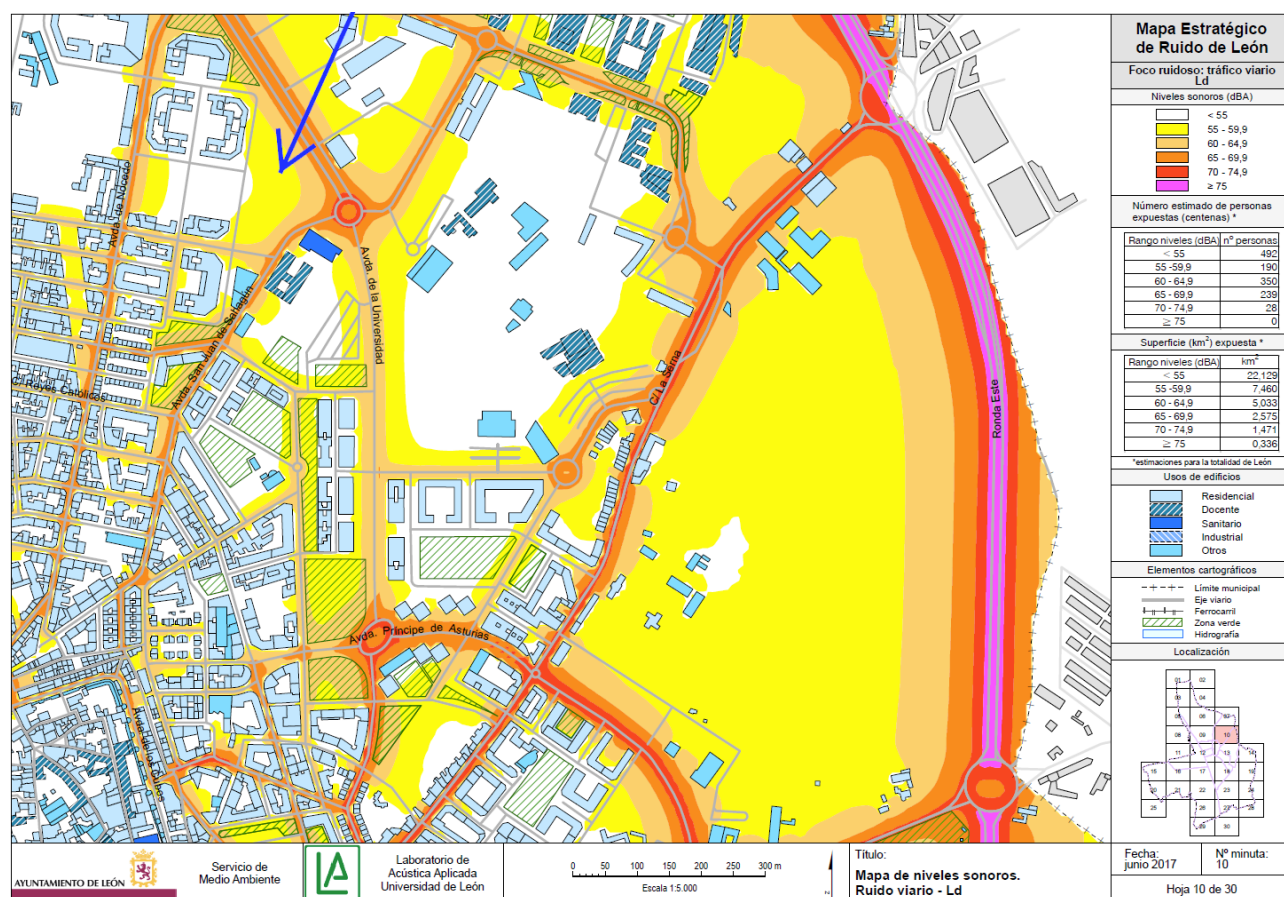 Mapa Estratégico
de Ruido de León
Foco ruidoso: tráfico viario
Ld
Niveles sonoros (dBA)
< 55
55 - 59,9
60 - 64,9
65 - 69,9
70 - 74,9
≥ 75
Número estimado de personas
expuestas (centenas) *
Rango niveles (dBA) nº personas
< 55 492
55 -59,9 190
60 - 64,9 350
65 - 69,9 239
70 - 74,9 28
≥ 75 0
Superficie (km²) expuesta *
Rango niveles (dBA) km²
< 55 22,129
55 -59,9 7,460
60 - 64,9 5,033
65 - 69,9 2,575
70 - 74,9 1,471
≥ 75 0,336
*estimaciones para la totalidad de León
Usos de edificios
Residencial
Docente
Sanitario
Industrial
Otros
Elementos cartográficos
Límite municipal
Eje viario
Ferrocarril
Zona verde
Hidrografía
Localización
01 02
04
08 09 10
11 12 13 14
16 17 18
21 22 23
25 26 27 28
29 30
Avda. de Nocedo
Avda. San Juan de Sahagún
C/ Reyes Católicos
Avda. de la Universidad
C/ La Serna
Ronda Este
Avda. Príncipe de Asturias
Avda. de los Cubos
AYUNTAMIENTO DE LEÓN
Servicio de
Medio Ambiente
LA
Laboratorio de
Acústica Aplicada
Universidad de León
0 50 100 150 200 250 300 m
Escala 1:5.000
Título:
Mapa de niveles sonoros.
Ruido viario - Ld
Fecha:
junio 2017
Nº minuta:
10
Hoja 10 de 30